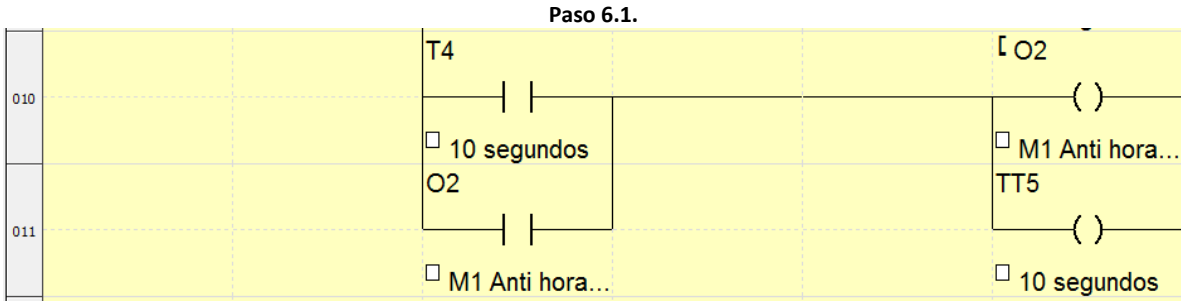 Paso 6.1.
T4
[ O2
010
10 segundos
M1 Anti hora...
O2
TT5
011
M1 Anti hora...
10 segundos